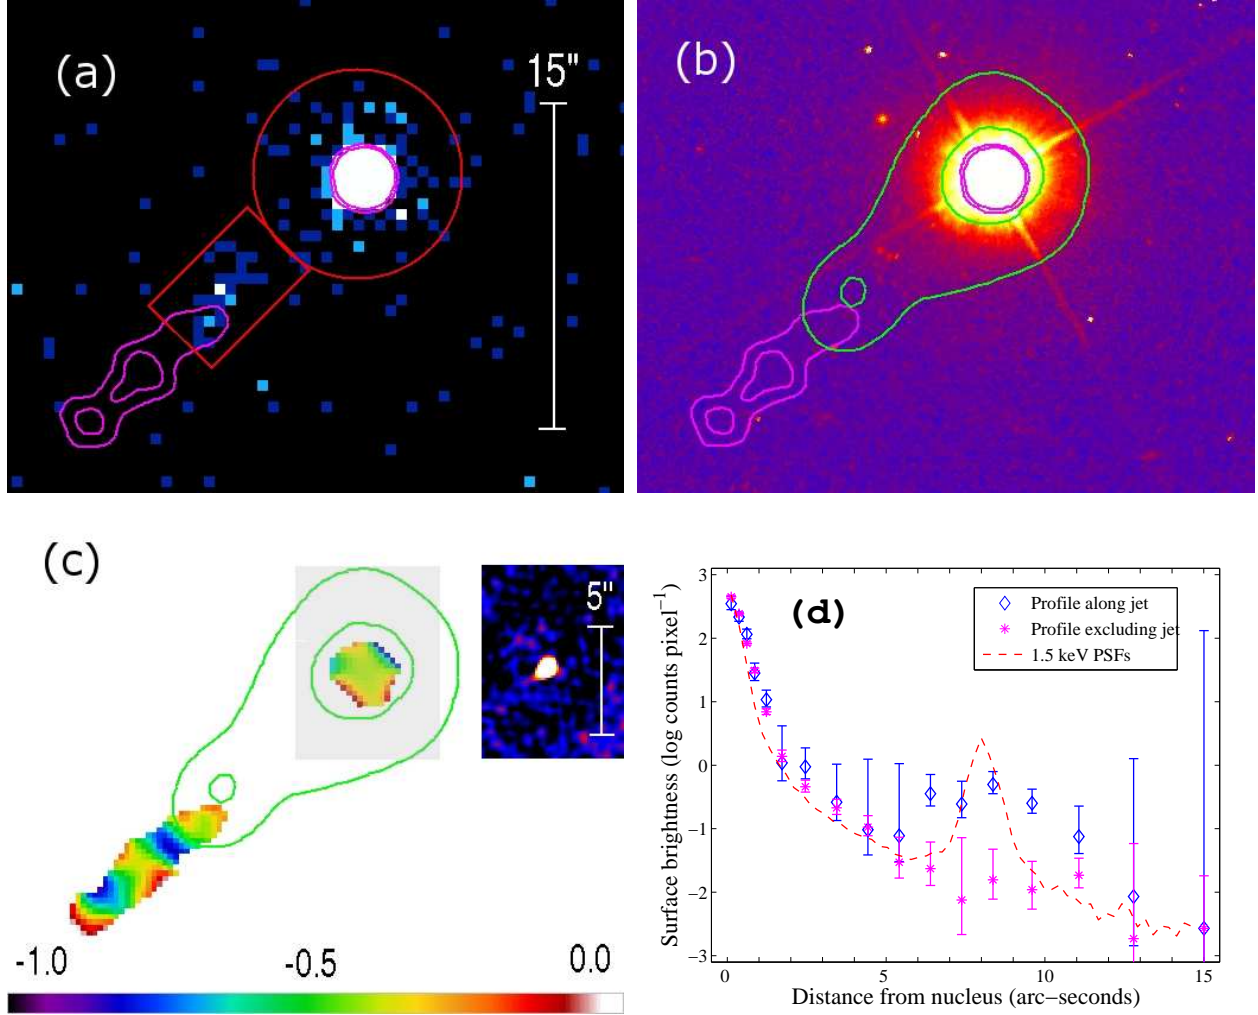 (a)
15"
(b)
(c)
5"
-1.0
-0.5
0.0
(d)
Profile along jet
Profile excluding jet
1.5 keV PSFs
Surface brightness (log counts pixel⁻¹)
3
2
1
0
−1
−2
−3
0
5
10
15
Distance from nucleus (arc−seconds)